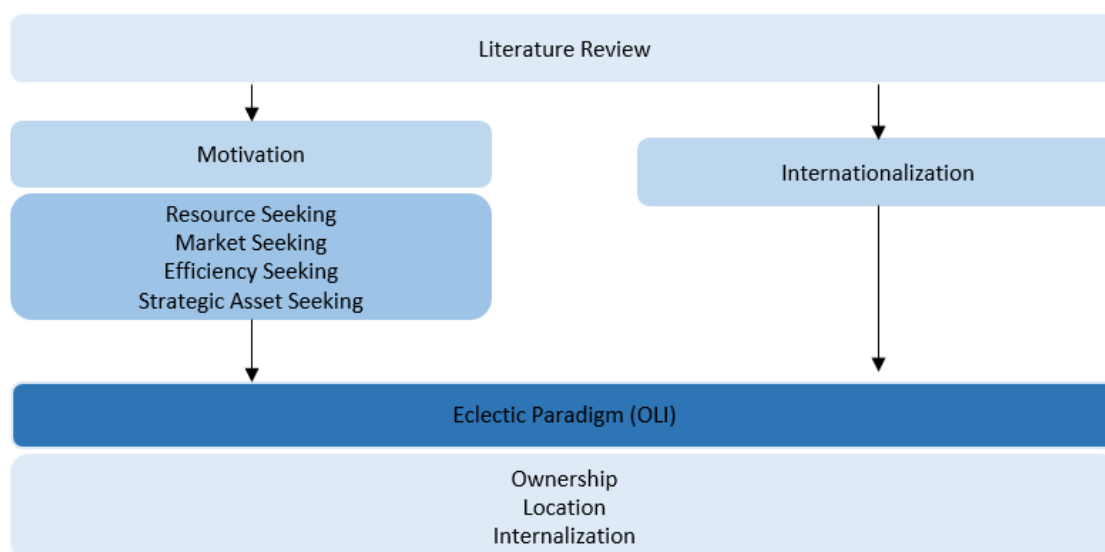 Literature Review
Motivation
Internationalization
Resource Seeking
Market Seeking
Efficiency Seeking
Strategic Asset Seeking
Eclectic Paradigm (OLI)
Ownership
Location
Internalization